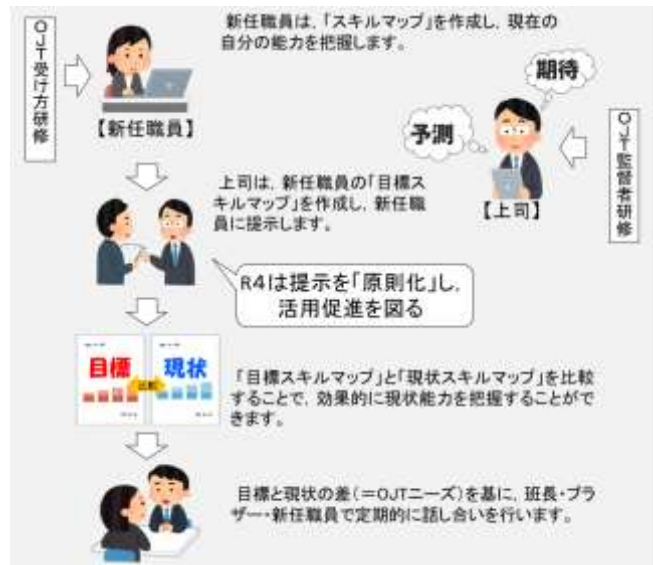 新任職員は，「スキルマップ」を作成し，現在の
自分の能力を把握します。
OJT受け方研修
【新任職員】
期待
予測
【上司】
OJT監督者研修
上司は，新任職員の「目標ス
キルマップ」を作成し，新任職
員に提示します。
R4は提示を「原則化」し，
活用促進を図る
目標
比較
現状
「目標スキルマップ」と「現状スキルマップ」を比較
することで，効果的に現状能力を把握することがで
きます。
目標と現状の差（＝OJTニーズ）を基に，班長・ブラ
ザー・新任職員で定期的に話し合いを行います。